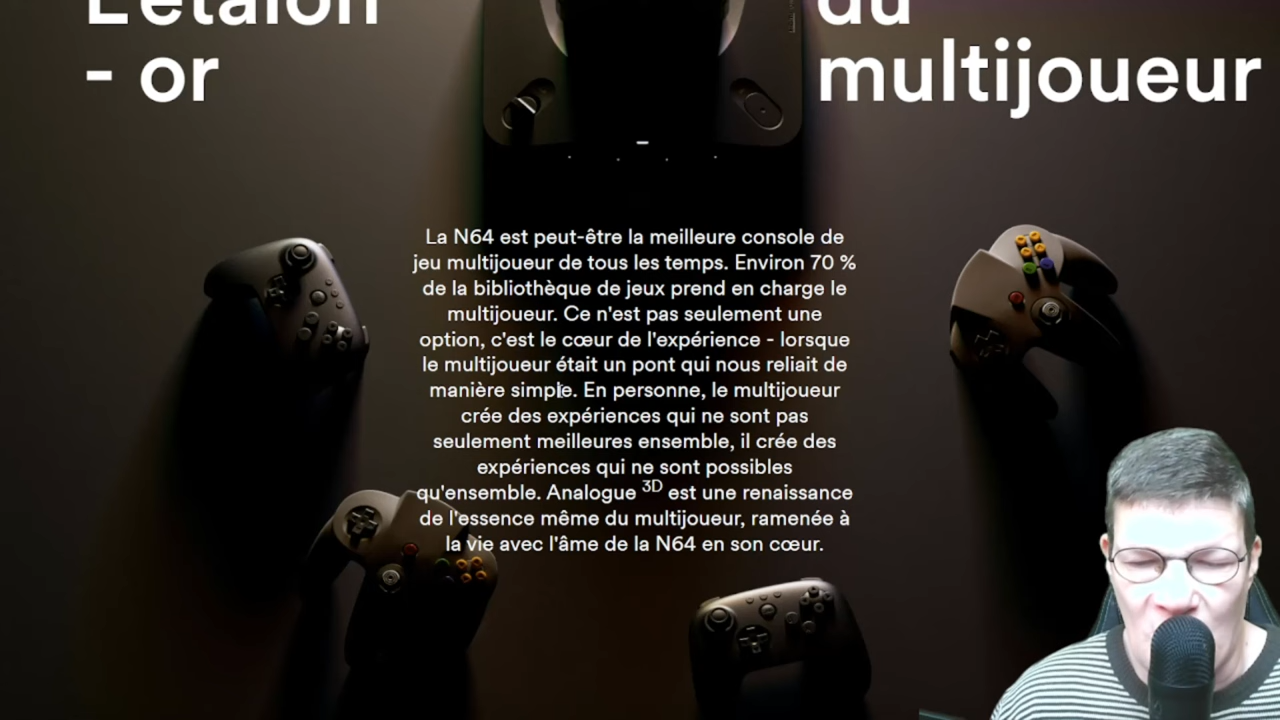 L'étalon
- or
du
multijoueur
La N64 est peut-être la meilleure console de
jeu multijoueur de tous les temps. Environ 70 %
de la bibliothèque de jeux prend en charge le
multijoueur. Ce n'est pas seulement une
option, c'est le cœur de l'expérience - lorsque
le multijoueur était un pont qui nous reliait de
manière simple. En personne, le multijoueur
crée des expériences qui ne sont pas
seulement meilleures ensemble, il crée des
expériences qui ne sont possibles
qu'ensemble. Analogue 3D est une renaissance
de l'essence même du multijoueur, ramenée à
la vie avec l'âme de la N64 en son cœur.